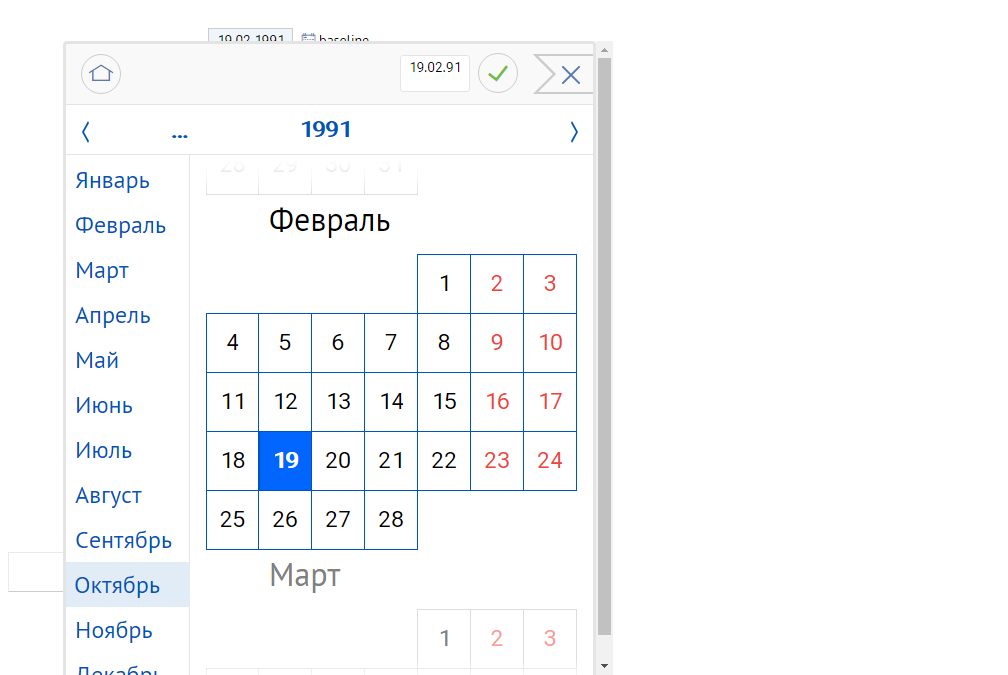 19.02.1991 baseline
19.02.91
... 1991
28 29 30 31
Январь
Февраль
Март
Апрель
Май
Июнь
Июль
Август
Сентябрь
Октябрь
Ноябрь
Декабрь
Февраль
1 2 3
4 5 6 7 8 9 10
11 12 13 14 15 16 17
18 19 20 21 22 23 24
25 26 27 28
Март
1 2 3